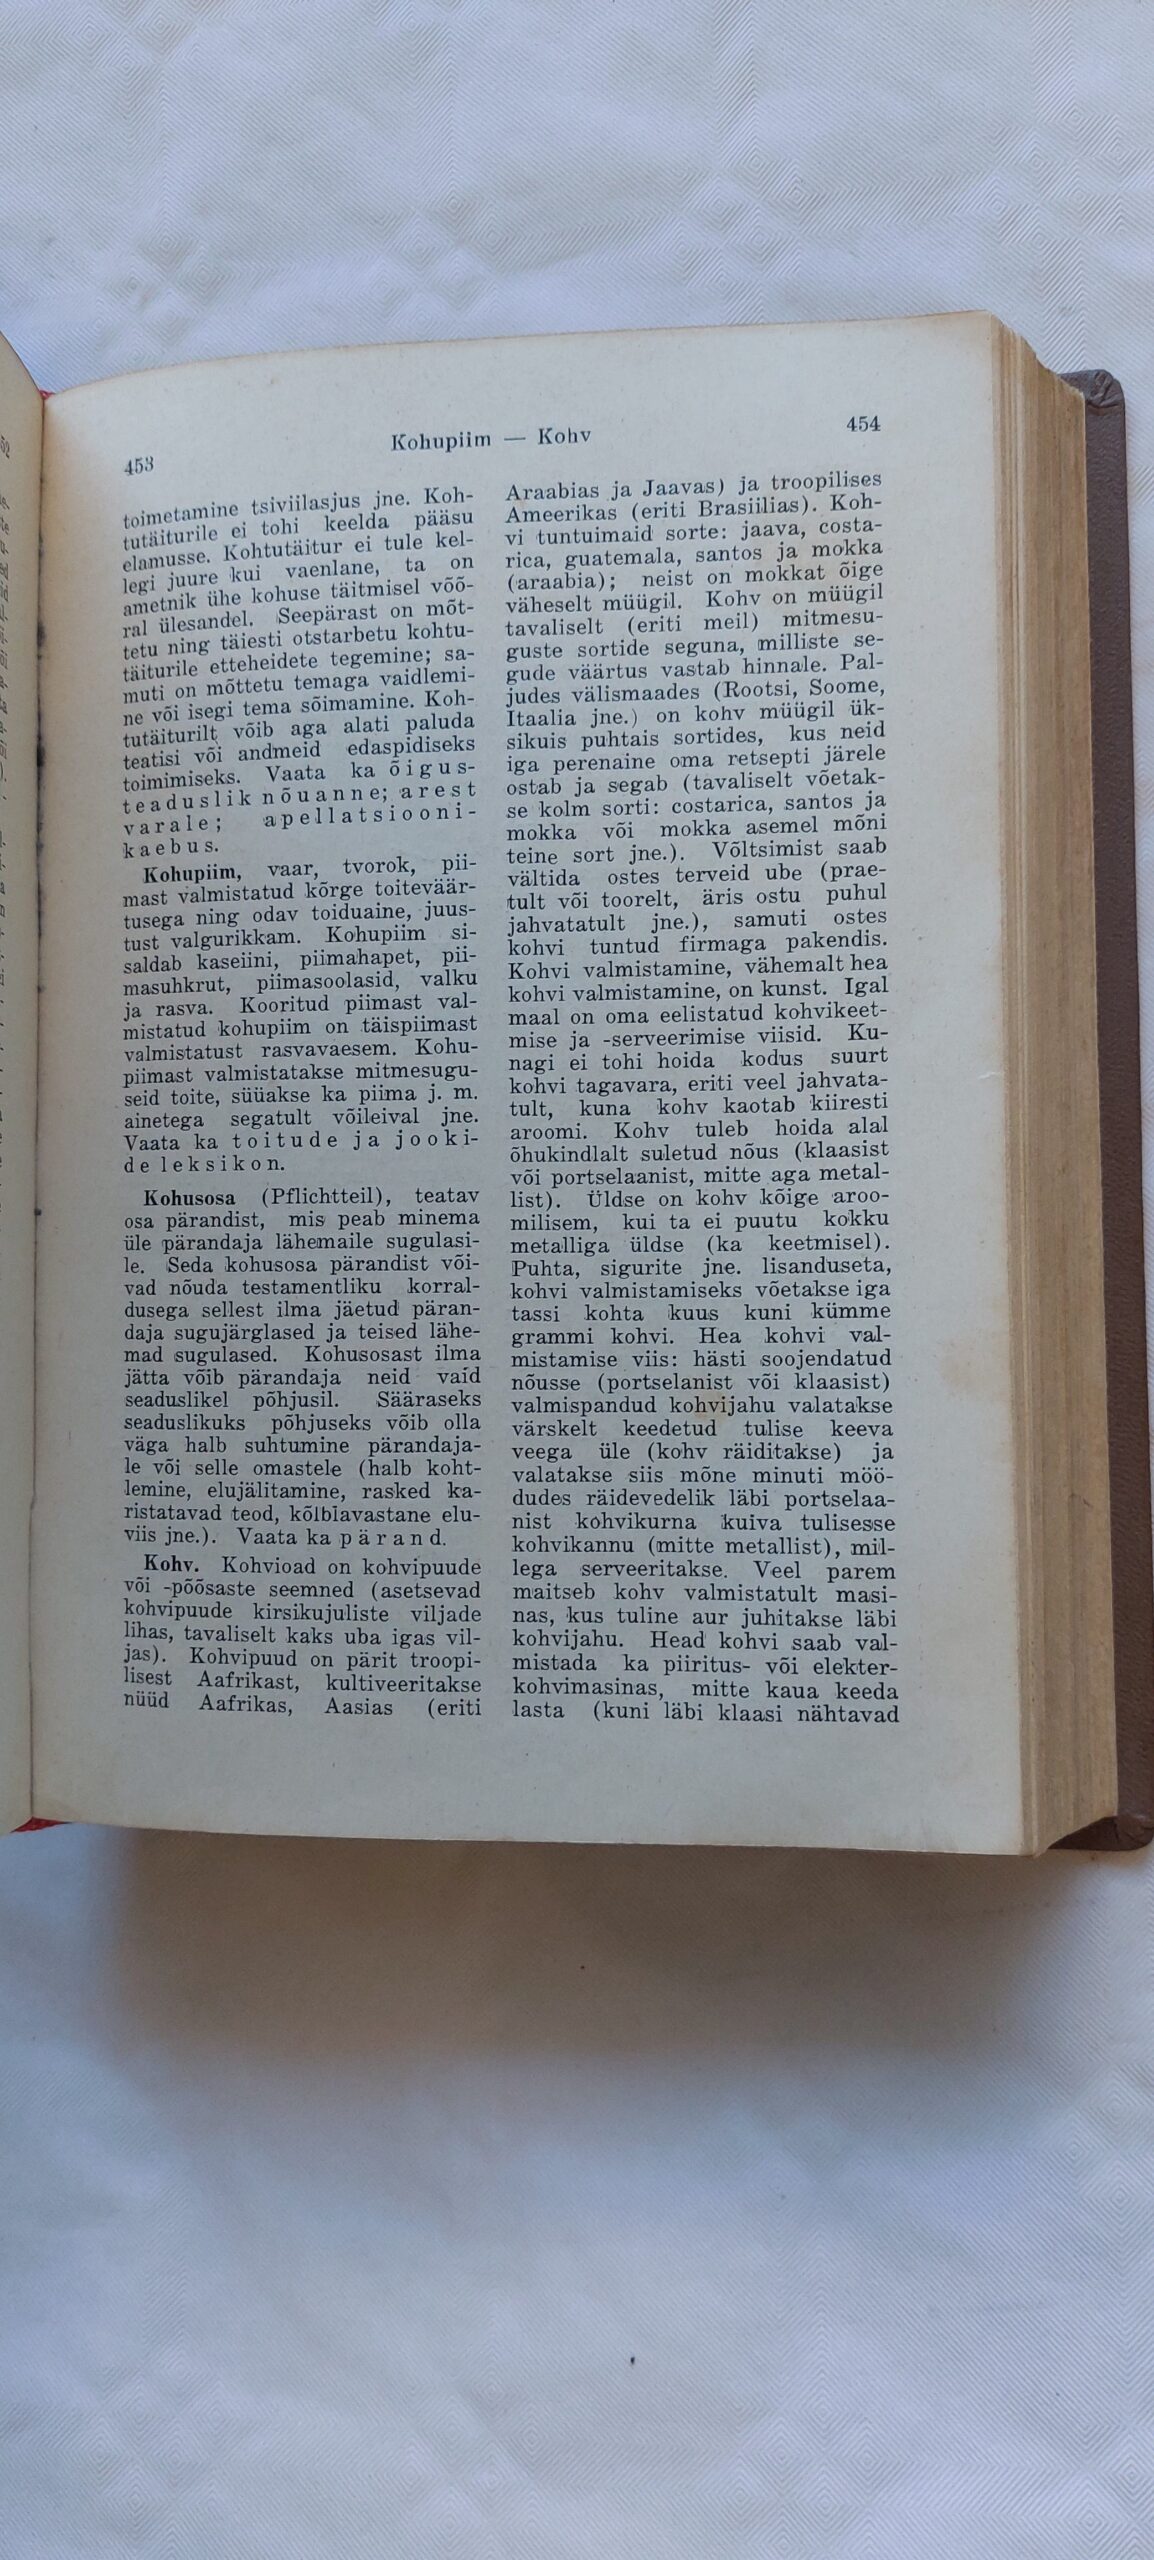 453
Kohupiim — Kohv
454
toimetamine tsiviilasjus jne. Koh-
tutäiturile ei tohi keelda pääsu
elamusse. Kohtutäitur ei tule kel-
legi juure kui vaenlane, ta on
ametnik ühe kohuse täitmisel võõ-
ral ülesandel. Seepärast on mõt-
tetu ning täiesti otstarbetu kohtu-
täiturile etteheidete tegemine; sa-
muti on mõttetu temaga vaidlemi-
ne või isegi tema sõimamine. Koh-
tutäiturilt võib aga alati paluda
teatisi või andmeid edaspidiseks
toimimiseks. Vaata ka õigus-
teaduslik nõuanne; arest
varale; apellatsiooni-
kaebus.
Kohupiim, vaar, tvorok, pii-
mast valmistatud kõrge toiteväär-
tusega ning odav toiduaine, juus-
tust valgurikkam. Kohupiim si-
saldab kaseiini, piimahapet, pii-
masuhkrut, piimasoolasid, valku
ja rasva. Kooritud piimast val-
mistatud kohupiim on täispiimast
valmistatust rasvavaesem. Kohu-
piimast valmistatakse mitmesugu-
seid toite, süüakse ka piima j. m.
ainetega segatult võileival jne.
Vaata ka toitude ja jooki-
de leksikon.
Kohusosa (Pflichtteil), teatav
osa pärandist, mis peab minema
üle pärandaja lähemaile sugulasi-
le. Seda kohusosa pärandist või-
vad nõuda testamentliku korral-
dusega sellest ilma jäetud päran-
daja sugujärglased ja teised lähe-
mad sugulased. Kohusosast ilma
jätta võib pärandaja neid vaid
seaduslikel põhjusil. Sääraseks
seaduslikuks põhjuseks võib olla
väga halb suhtumine pärandaja-
le või selle omastele (halb koht-
lemine, elujälitamine, rasked ka-
ristatavad teod, kõlblavastane elu-
viis jne.). Vaata ka pärand.
Kohv. Kohvioad on kohvipuude
või -põõsaste seemned (asetsevad
kohvipuude kirsikujuliste viljade
lihas, tavaliselt kaks uba igas vil-
jas). Kohvipuud on pärit troopi-
lisest Aafrikast, kultiveeritakse
nüüd Aafrikas, Aasias (eriti
Araabias ja Jaavas) ja troopilises
Ameerikas (eriti Brasiilias). Koh-
vi tuntuimaid sorte: jaava, costa-
rica, guatemala, santos ja mokka
(araabia); neist on mokkat õige
väheselt müügil. Kohv on müügil
tavaliselt (eriti meil) mitmesu-
guste sortide seguna, milliste se-
gude väärtus vastab hinnale. Pal-
judes välismaades (Rootsi, Soome,
Itaalia jne.) on kohv müügil ük-
sikuis puhtais sortides, kus neid
iga perenaine oma retsepti järele
ostab ja segab (tavaliselt võetak-
se kolm sorti: costarica, santos ja
mokka või mokka asemel mõni
teine sort jne.). Võltsimist saab
vältida ostes terveid ube (prae-
tult või toorelt, äris ostu puhul
jahvatatult jne.), samuti ostes
kohvi tuntud firmaga pakendis.
Kohvi valmistamine, vähemalt hea
kohvi valmistamine, on kunst. Igal
maal on oma eelistatud kohvikeet-
mise ja -serveerimise viisid. Ku-
nagi ei tohi hoida kodus suurt
kohvi tagavara, eriti veel jahvata-
tult, kuna kohv kaotab kiiresti
aroomi. Kohv tuleb hoida alal
õhukindlalt suletud nõus (klaasist
või portselaanist, mitte aga metal-
list). Üldse on kohv kõige aroo-
milisem, kui ta ei puutu kokku
metalliga üldse (ka keetmisel).
Puhta, sigurite jne. lisanduseta,
kohvi valmistamiseks võetakse iga
tassi kohta kuus kuni kümme
grammi kohvi. Hea kohvi val-
mistamise viis: hästi soojendatud
nõusse (portselanist või klaasist)
valmispandud kohvijahu valatakse
värskelt keedetud tulise keeva
veega üle (kohv räiditakse) ja
valatakse siis mõne minuti möö-
dudes räidevedelik läbi portselaa-
nist kohvikurna kuiva tulisesse
kohvikannu (mitte metallist), mil-
lega serveeritakse. Veel parem
maitseb kohv valmistatult masi-
nas, kus tuline aur juhitakse läbi
kohvijahu. Head kohvi saab val-
mistada ka piiritus- või elekter-
kohvimasinas, mitte kaua keeda
lasta (kuni läbi klaasi nähtavad